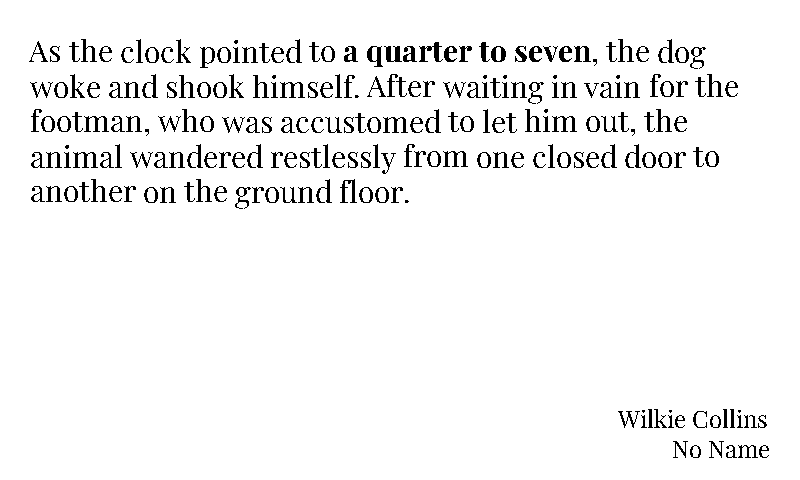 As the clock pointed to a quarter to seven, the dog
woke and shook himself. After waiting in vain for the
footman, who was accustomed to let him out, the
animal wandered restlessly from one closed door to
another on the ground floor.
Wilkie Collins
No Name